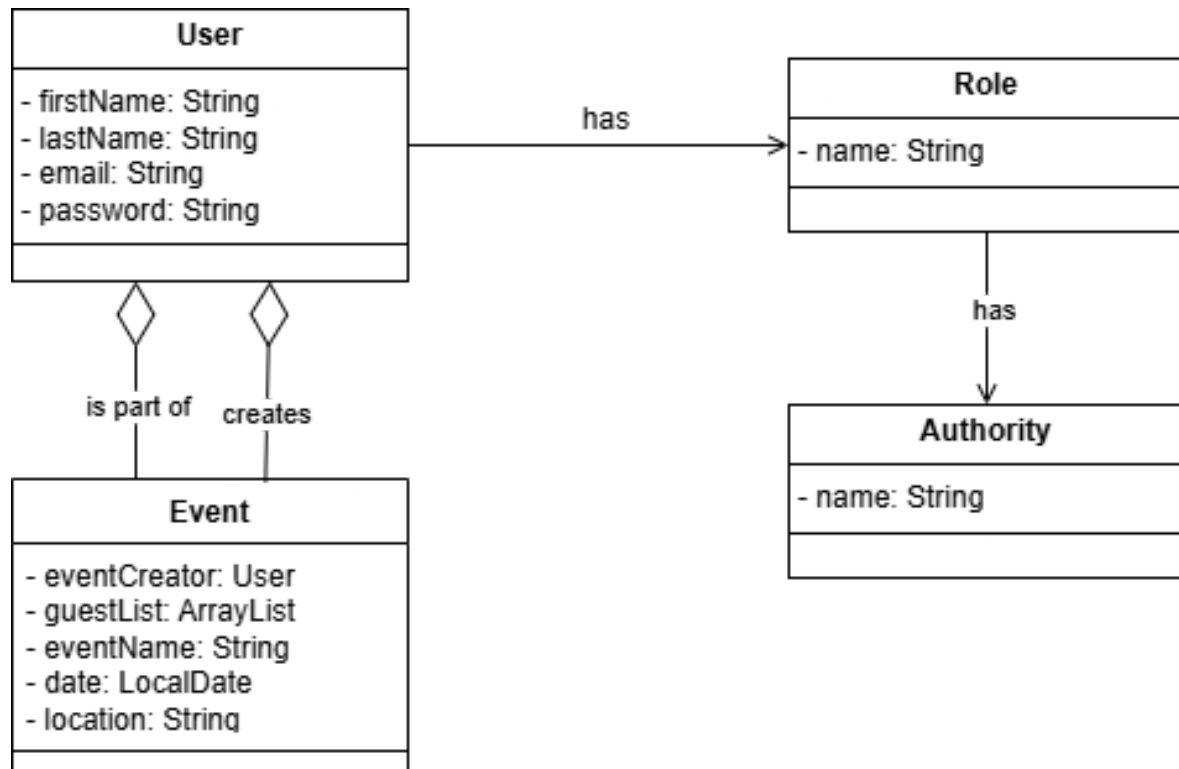 User
- firstName: String
- lastName: String
- email: String
- password: String
has
Role
- name: String
has
is part of
creates
Authority
- name: String
Event
- eventCreator: User
- guestList: ArrayList
- eventName: String
- date: LocalDate
- location: String